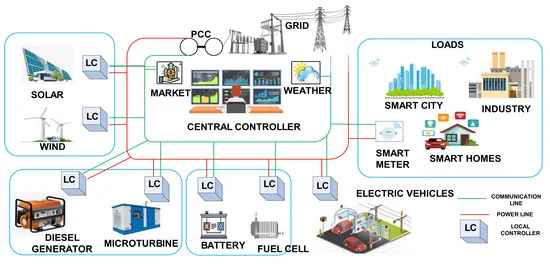 PCC
GRID
LC
SOLAR
MARKET
WEATHER
CENTRAL CONTROLLER
LC
WIND
LOADS
SMART CITY
INDUSTRY
SMART
METER
SMART HOMES
LC
LC
LC
LC
LC
DIESEL
GENERATOR
MICROTURBINE
BATTERY
FUEL CELL
ELECTRIC VEHICLES
COMMUNICATION
LINE
POWER LINE
LC
LOCAL
CONTROLLER